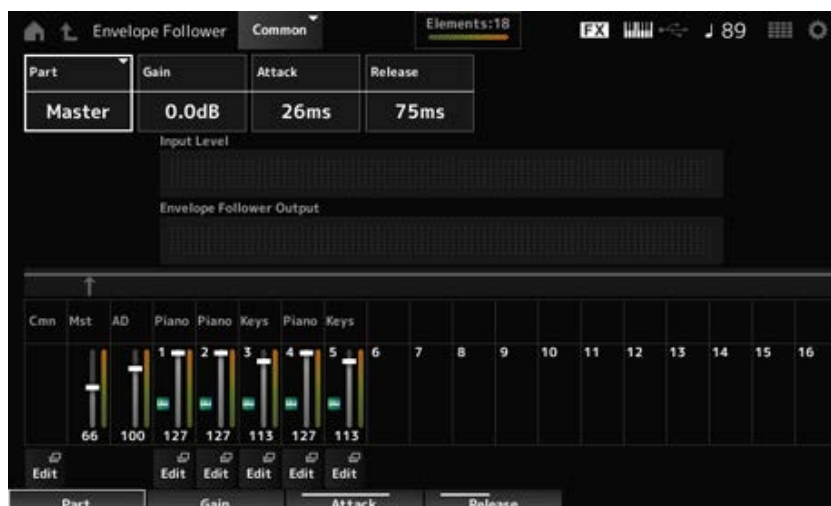 Envelope Follower Common Elements:18 FX 89
Part Gain Attack Release
Master 0.0dB 26ms 75ms
Input Level
Envelope Follower Output
Cmn Mst AD Piano Piano Keys Piano Keys
1 2 3 4 5 6 7 8 9 10 11 12 13 14 15 16
66 100 127 127 113 127 113
Edit Edit Edit Edit Edit Edit
Part Gain Attack Release